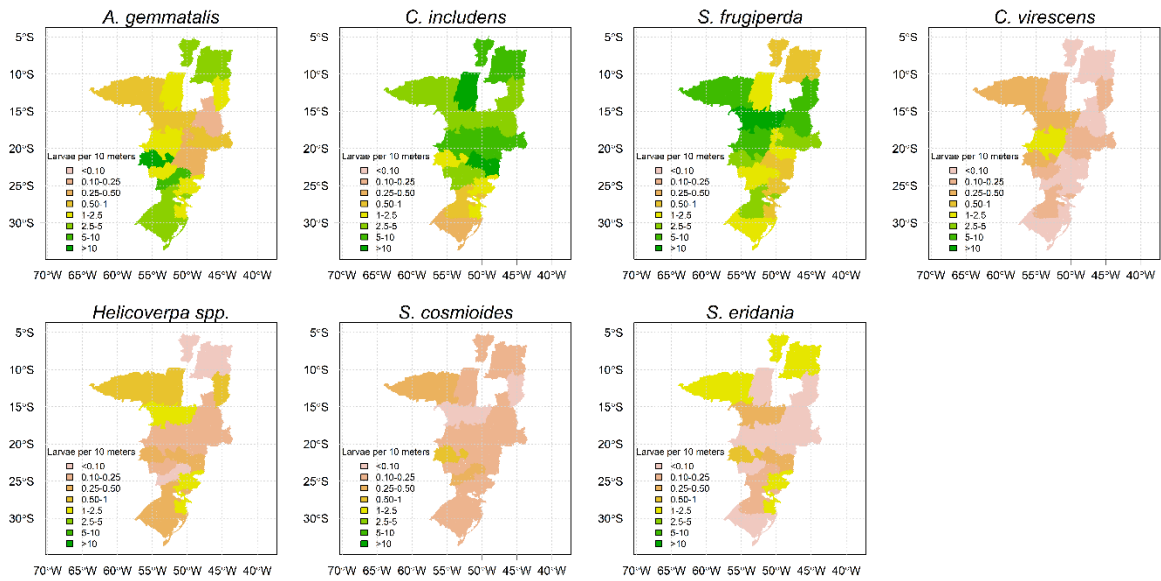 A. gemmatalis
C. includens
S. frugiperda
C. virescens
5°S
10°S
15°S
20°S
25°S
30°S
Larvae per 10 meters
<0.10
0.10-0.25
0.25-0.50
0.50-1
1-2.5
2.5-5
5-10
>10
70°W 65°W 60°W 55°W 50°W 45°W 40°W
5°S
10°S
15°S
20°S
25°S
30°S
Larvae per 10 meters
<0.10
0.10-0.25
0.25-0.50
0.50-1
1-2.5
2.5-5
5-10
>10
70°W 65°W 60°W 55°W 50°W 45°W 40°W
5°S
10°S
15°S
20°S
25°S
30°S
Larvae per 10 meters
<0.10
0.10-0.25
0.25-0.50
0.50-1
1-2.5
2.5-5
5-10
>10
70°W 65°W 60°W 55°W 50°W 45°W 40°W
5°S
10°S
15°S
20°S
25°S
30°S
Larvae per 10 meters
<0.10
0.10-0.25
0.25-0.50
0.50-1
1-2.5
2.5-5
5-10
>10
70°W 65°W 60°W 55°W 50°W 45°W 40°W
Helicoverpa spp.
S. cosmioides
S. eridania
5°S
10°S
15°S
20°S
25°S
30°S
Larvae per 10 meters
<0.10
0.10-0.25
0.25-0.50
0.50-1
1-2.5
2.5-5
5-10
>10
70°W 65°W 60°W 55°W 50°W 45°W 40°W
5°S
10°S
15°S
20°S
25°S
30°S
Larvae per 10 meters
<0.10
0.10-0.25
0.25-0.50
0.50-1
1-2.5
2.5-5
5-10
>10
70°W 65°W 60°W 55°W 50°W 45°W 40°W
5°S
10°S
15°S
20°S
25°S
30°S
Larvae per 10 meters
<0.10
0.10-0.25
0.25-0.50
0.50-1
1-2.5
2.5-5
5-10
>10
70°W 65°W 60°W 55°W 50°W 45°W 40°W